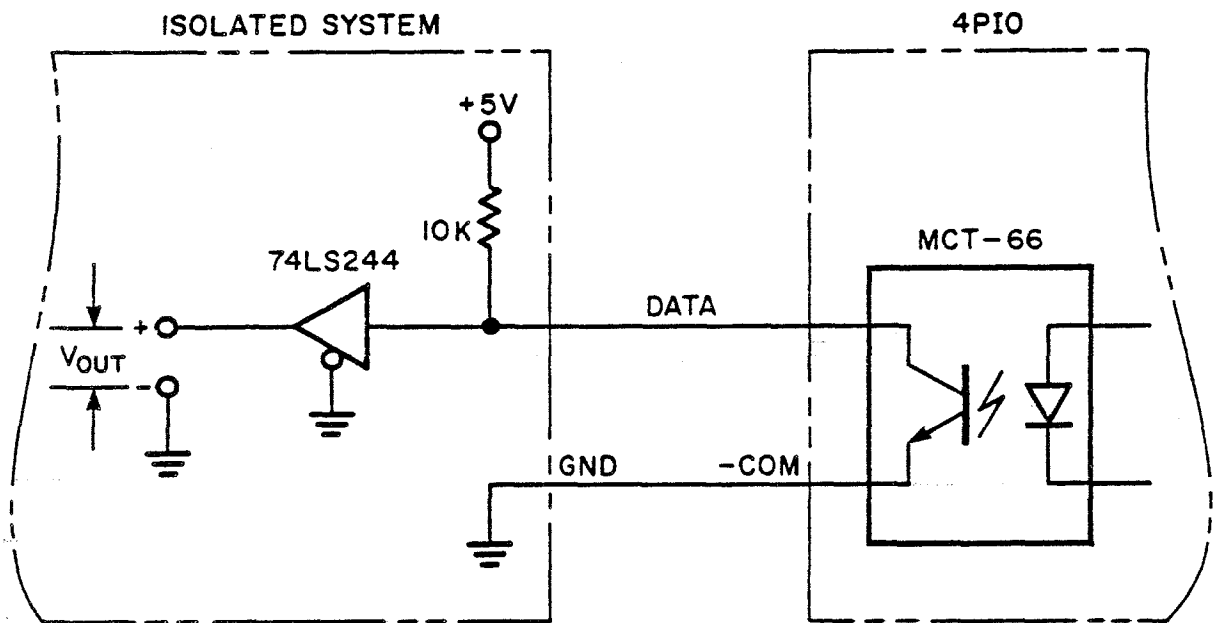 ISOLATED SYSTEM
4PIO
+5V
10K
74LS244
MCT-66
DATA
+
VOUT
-
GND
-COM